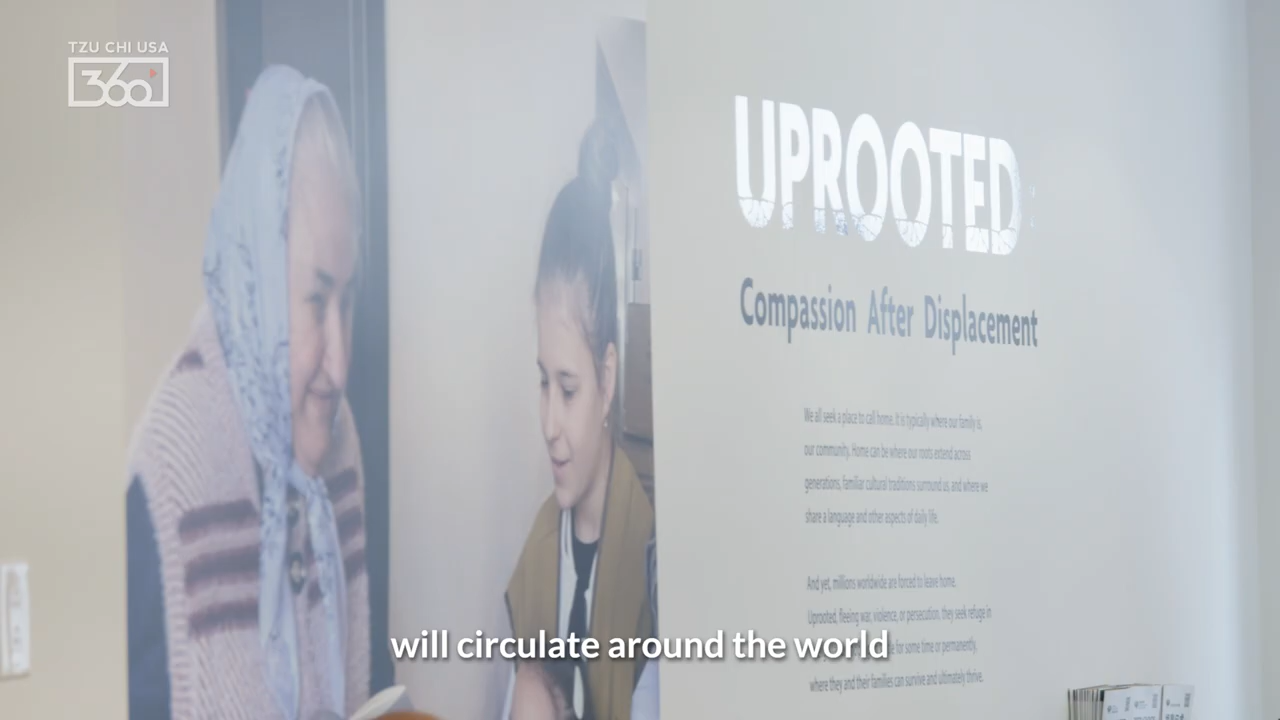 TZU CHI USA
360
UPROOTED:
Compassion After Displacement
We all seek a place to call home. It is typically where our family is,
our community. Home can be where our roots extend across
generations, familiar cultural traditions surround us, and where we
share a language and other aspects of daily life.
And yet, millions worldwide are forced to leave home.
Uprooted, fleeing war, violence, or persecution, they seek refuge in
for some time or permanently,
where they and their families can survive and ultimately thrive.
will circulate around the world